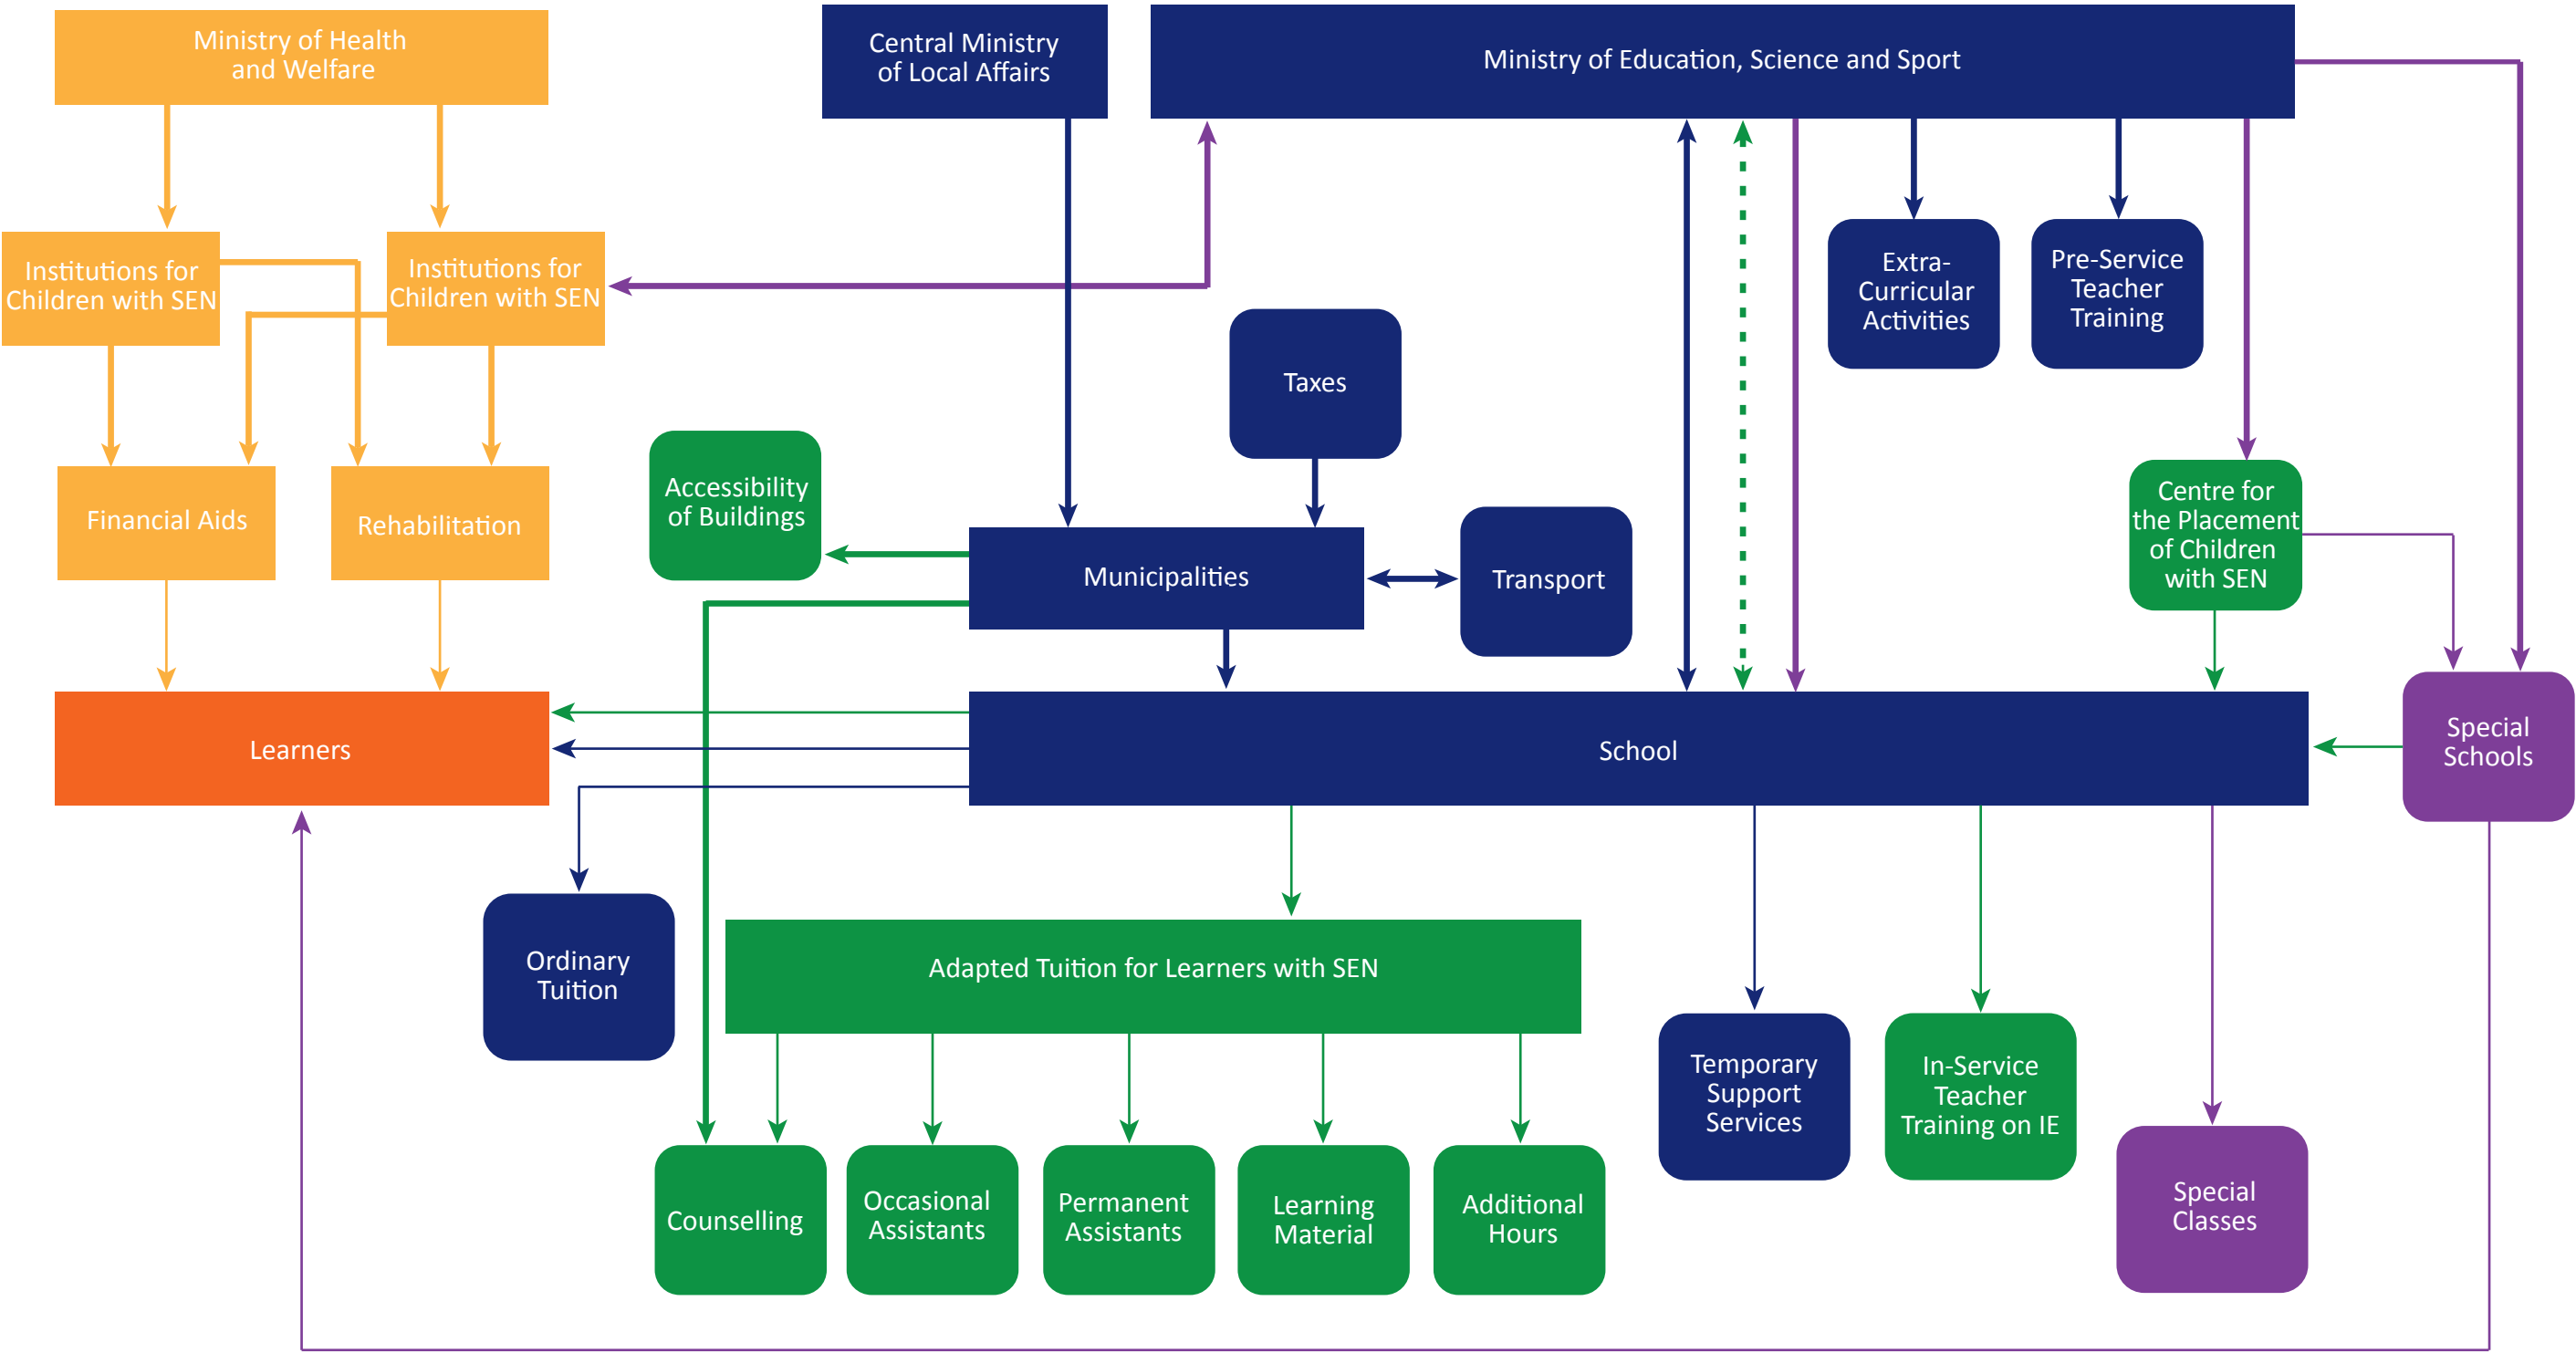 Ministry of Health
and Welfare
Central Ministry
of Local Affairs
Ministry of Education, Science and Sport
Institutions for
Children with SEN
Institutions for
Children with SEN
Extra-
Curricular
Activities
Pre-Service
Teacher
Training
Taxes
Accessibility
of Buildings
Financial Aids
Rehabilitation
Municipalities
Transport
Centre for
the Placement
of Children
with SEN
Learners
School
Special
Schools
Ordinary
Tuition
Adapted Tuition for Learners with SEN
Temporary
Support
Services
In-Service
Teacher
Training on IE
Counselling
Occasional
Assistants
Permanent
Assistants
Learning
Material
Additional
Hours
Special
Classes